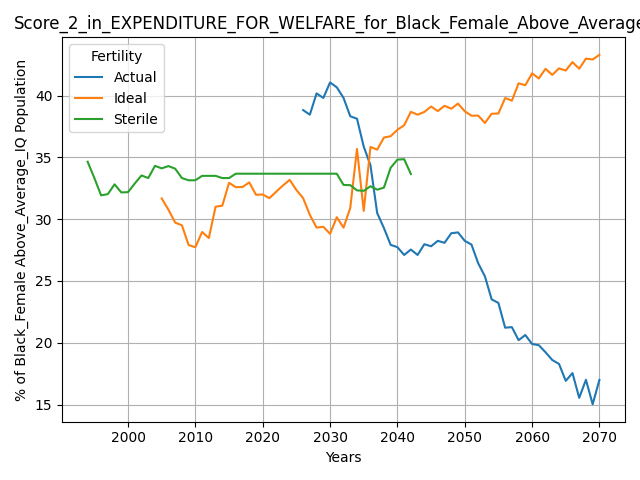 Score_2_in_EXPENDITURE_FOR_WELFARE_for_Black_Female_Above_Average
Fertility
Actual
Ideal
Sterile
% of Black_Female Above_Average_IQ Population
40
35
30
25
20
15
2000
2010
2020
2030
2040
2050
2060
2070
Years